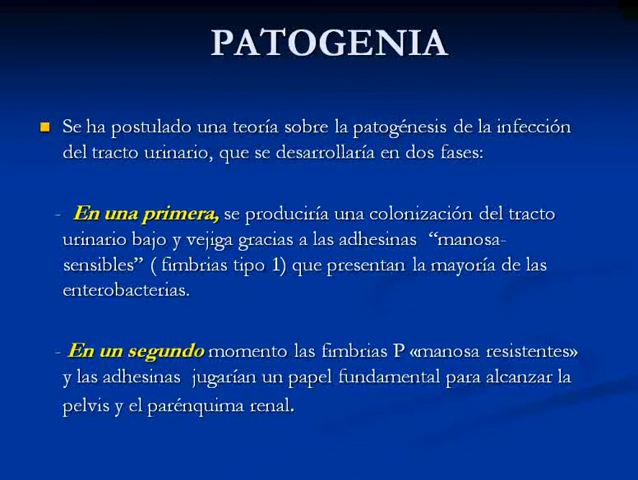 PATOGENIA
Se ha postulado una teoría sobre la patogénesis de la infección
del tracto urinario, que se desarrollaría en dos fases:
- En una primera, se produciría una colonización del tracto
urinario bajo y vejiga gracias a las adhesinas “manosa-
sensibles” ( fimbrias tipo 1) que presentan la mayoría de las
enterobacterias.
- En un segundo momento las fimbrias P «manosa resistentes»
y las adhesinas jugarían un papel fundamental para alcanzar la
pelvis y el parénquima renal.